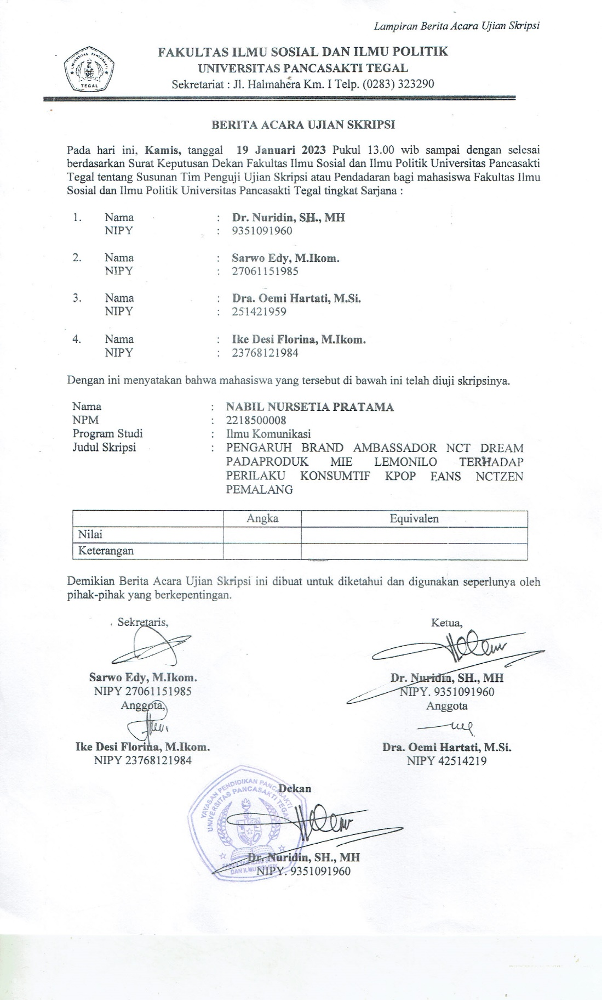 Lampiran Berita Acara Ujian Skripsi
UNIVERSITAS PANCASAKTI
TEGAL
FAKULTAS ILMU SOSIAL DAN ILMU POLITIK
UNIVERSITAS PANCASAKTI TEGAL
Sekretariat : Jl. Halmahera Km. I Telp. (0283) 323290
BERITA ACARA UJIAN SKRIPSI
Pada hari ini, Kamis, tanggal 19 Januari 2023 Pukul 13.00 wib sampai dengan selesai
berdasarkan Surat Keputusan Dekan Fakultas Ilmu Sosial dan Ilmu Politik Universitas Pancasakti
Tegal tentang Susunan Tim Penguji Ujian Skripsi atau Pendadaran bagi mahasiswa Fakultas Ilmu
Sosial dan Ilmu Politik Universitas Pancasakti Tegal tingkat Sarjana :
1. Nama : Dr. Nuridin, SH., MH
NIPY : 9351091960
2. Nama : Sarwo Edy, M.Ikom.
NIPY : 27061151985
3. Nama : Dra. Oemi Hartati, M.Si.
NIPY : 251421959
4. Nama : Ike Desi Florina, M.Ikom.
NIPY : 23768121984
Dengan ini menyatakan bahwa mahasiswa yang tersebut di bawah ini telah diuji skripsinya.
Nama : NABIL NURSETIA PRATAMA
NPM : 2218500008
Program Studi : Ilmu Komunikasi
Judul Skripsi : PENGARUH BRAND AMBASSADOR NCT DREAM
PADAPRODUK MIE LEMONILO TERHADAP
PERILAKU KONSUMTIF KPOP FANS NCTZEN
PEMALANG
Angka Equivalen
Nilai
Keterangan
Demikian Berita Acara Ujian Skripsi ini dibuat untuk diketahui dan digunakan seperlunya oleh
pihak-pihak yang berkepentingan.
Sekretaris, Ketua,
Sarwo Edy, M.Ikom. Dr. Nuridin, SH., MH
NIPY 27061151985 NIPY. 9351091960
Anggota, Anggota
Ike Desi Florina, M.Ikom. Dra. Oemi Hartati, M.Si.
NIPY 23768121984 NIPY 42514219
Dekan
YAYASAN PENDIDIKAN PANCASAKTI
UNIVERSITAS PANCASAKTI TEGAL
Dr. Nuridin, SH., MH
FAKULTAS ILMU SOSIAL
DAN ILMU POLITIK
NIPY. 9351091960